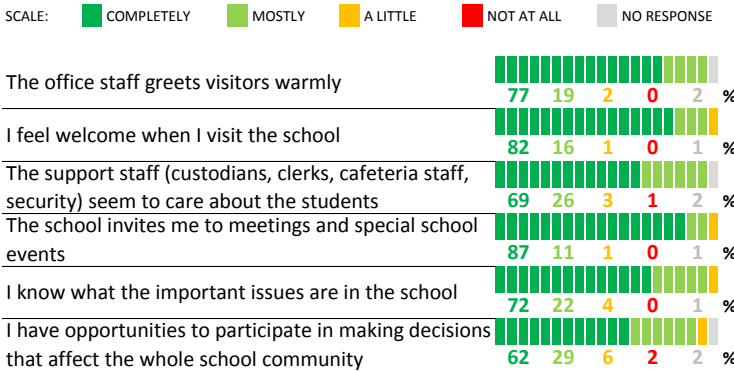 SCALE: COMPLETELY MOSTLY A LITTLE NOT AT ALL NO RESPONSE
The office staff greets visitors warmly
77 19 2 0 2 %
I feel welcome when I visit the school
82 16 1 0 1 %
The support staff (custodians, clerks, cafeteria staff,
security) seem to care about the students
69 26 3 1 2 %
The school invites me to meetings and special school
events
87 11 1 0 1 %
I know what the important issues are in the school
72 22 4 0 1 %
I have opportunities to participate in making decisions
that affect the whole school community
62 29 6 2 2 %